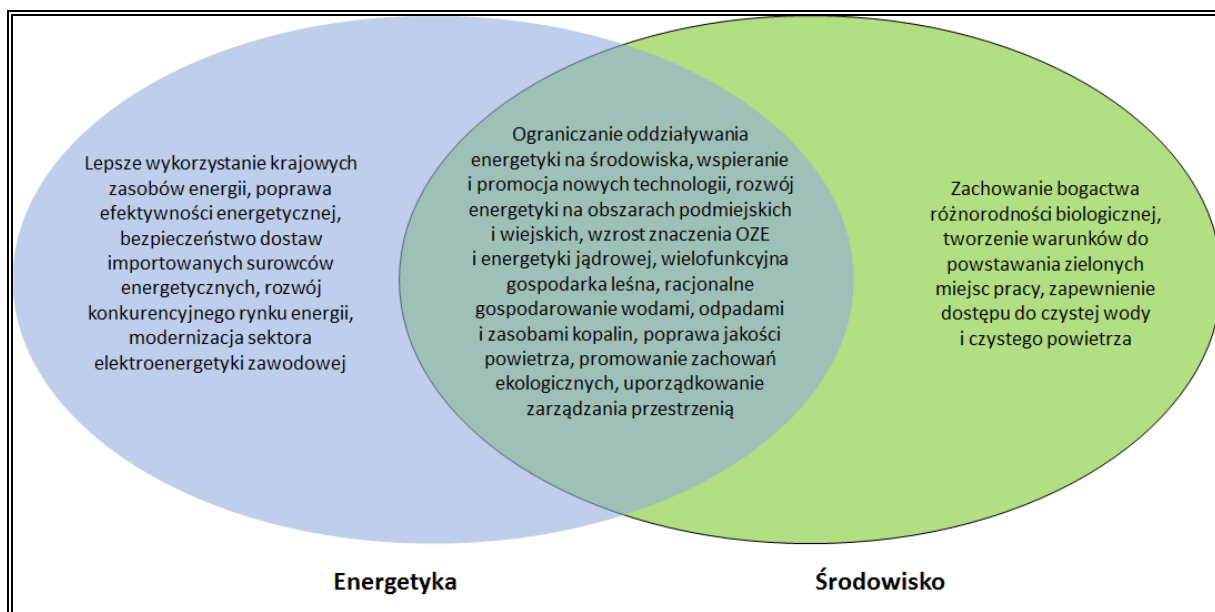 Lepsze wykorzystanie krajowych
zasobów energii, poprawa
efektywności energetycznej,
bezpieczeństwo dostaw
importowanych surowców
energetycznych, rozwój
konkurencyjnego rynku energii,
modernizacja sektora
elektroenergetyki zawodowej
Ograniczanie oddziaływania
energetyki na środowiska, wspieranie
i promocja nowych technologii, rozwój
energetyki na obszarach podmiejskich
i wiejskich, wzrost znaczenia OZE
i energetyki jądrowej, wielofunkcyjna
gospodarka leśna, racjonalne
gospodarowanie wodami, odpadami
i zasobami kopalin, poprawa jakości
powietrza, promowanie zachowań
ekologicznych, uporządkowanie
zarządzania przestrzenią
Zachowanie bogactwa
różnorodności biologicznej,
tworzenie warunków do
powstawania zielonych
miejsc pracy, zapewnienie
dostępu do czystej wody
i czystego powietrza
Energetyka
Środowisko